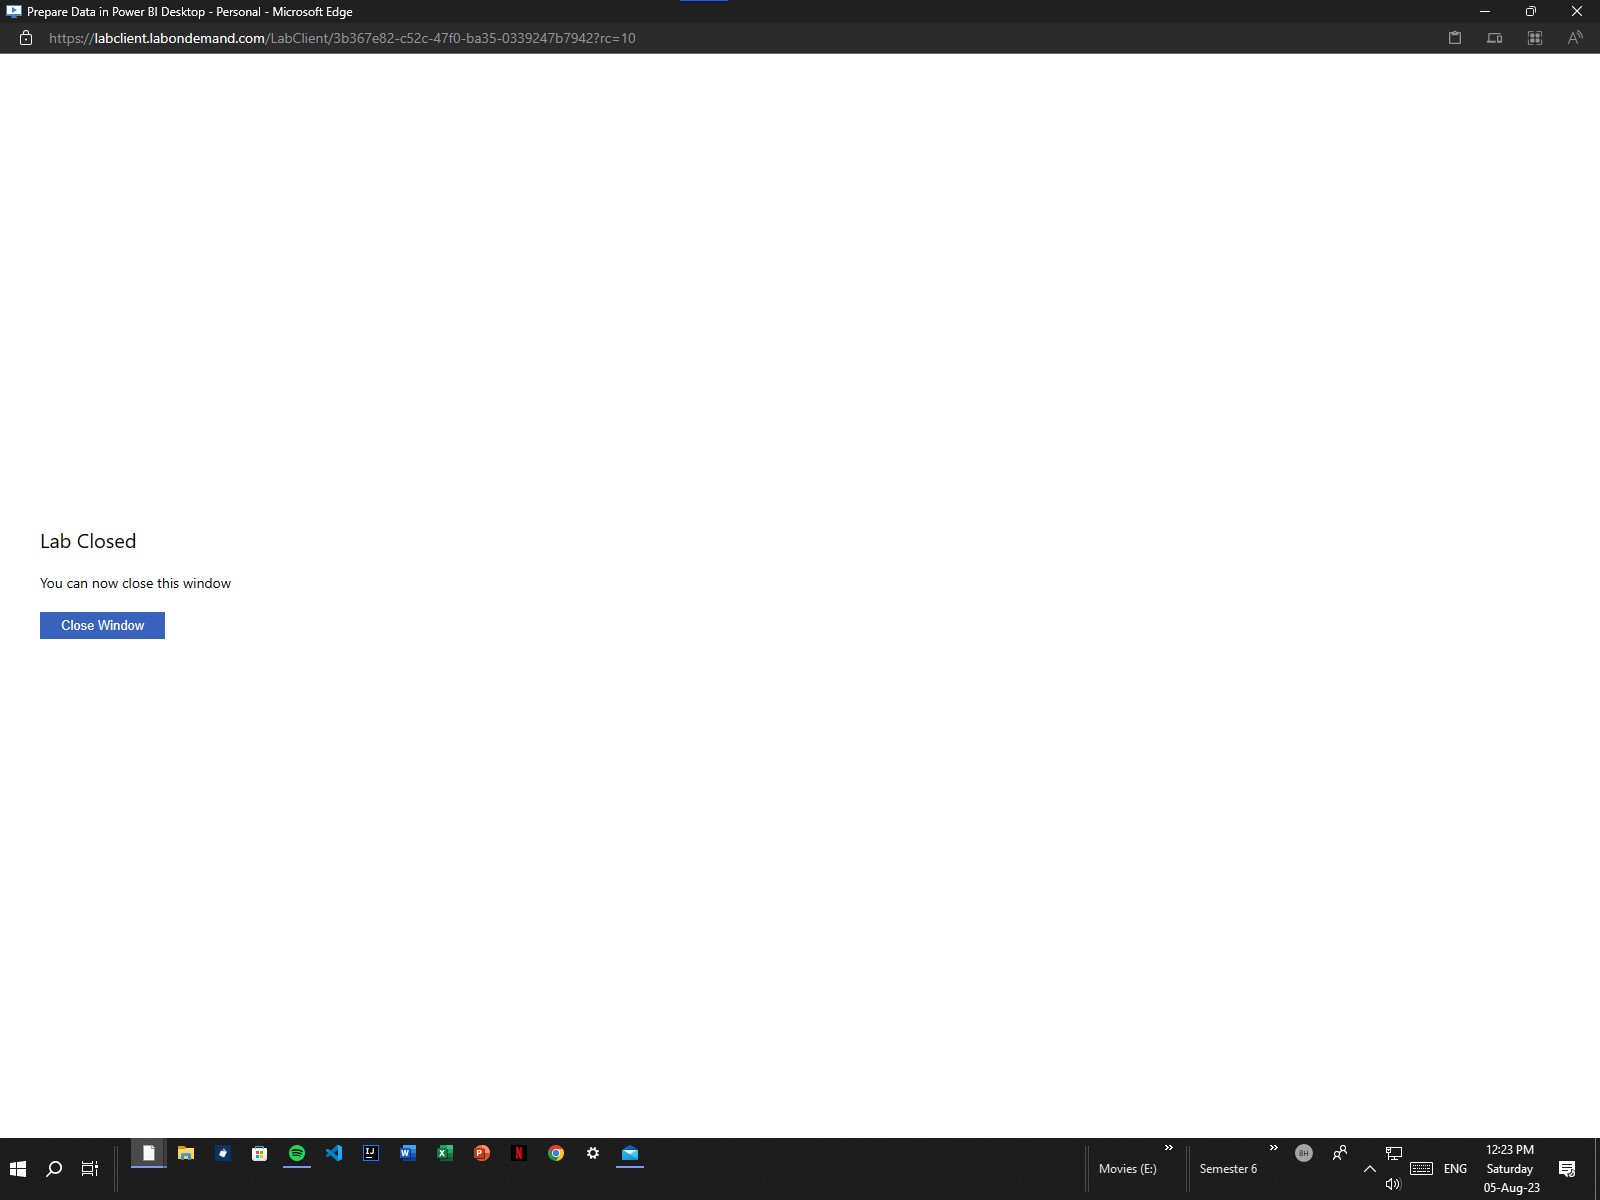 Prepare Data in Power BI Desktop - Personal - Microsoft Edge
https://labclient.labondemand.com/LabClient/3b367e82-c52c-47f0-ba35-0339247b7942?rc=10
Lab Closed
You can now close this window
Close Window
Movies (E:)
Semester 6
BH
ENG
12:23 PM
Saturday
05-Aug-23